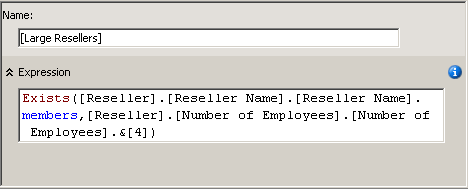 Name:
[Large Resellers]
Expression
Exists([Reseller].[Reseller Name].[Reseller Name].
members,[Reseller].[Number of Employees].[Number of
Employees].&[4])